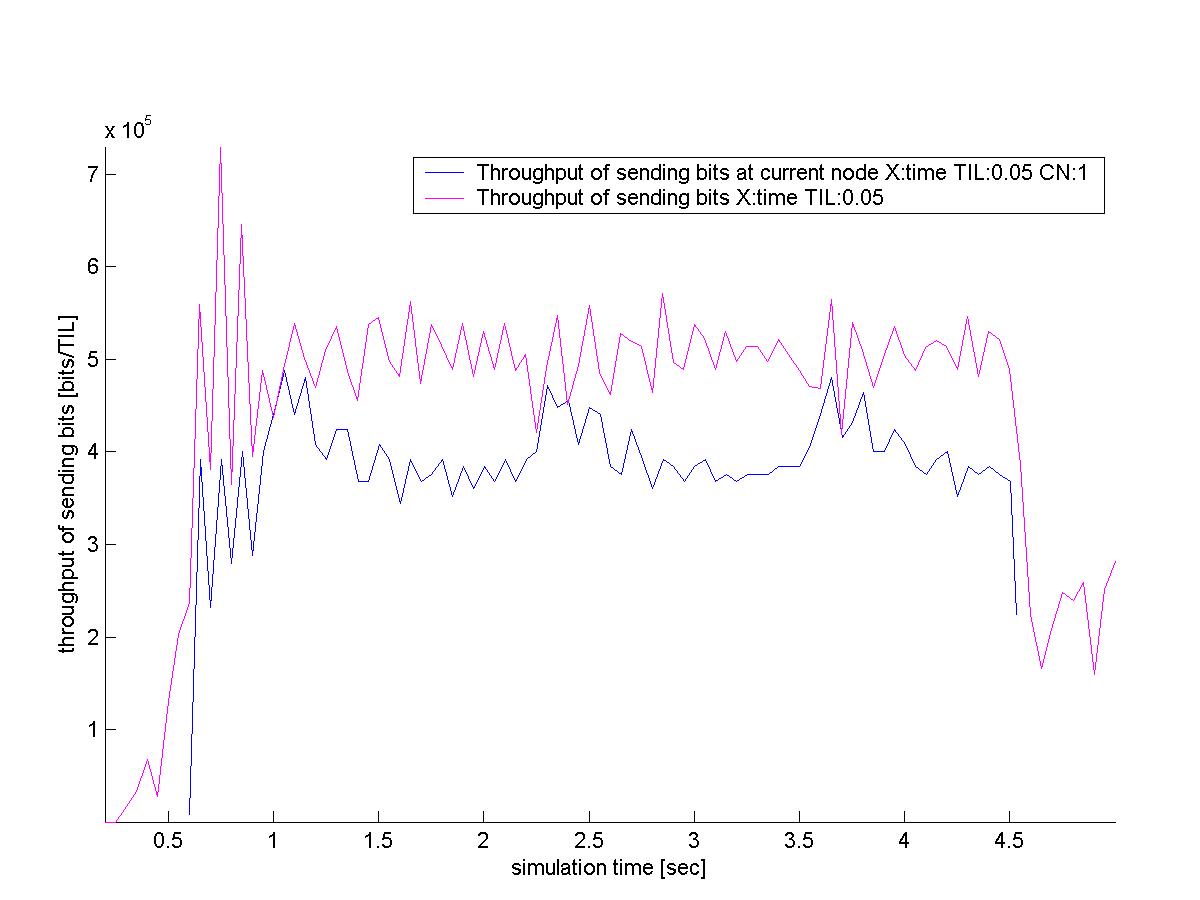 x 10^5
7
6
5
4
3
2
1
throughput of sending bits [bits/TIL]
Throughput of sending bits at current node X:time TIL:0.05 CN:1
Throughput of sending bits X:time TIL:0.05
0.5 1 1.5 2 2.5 3 3.5 4 4.5
simulation time [sec]